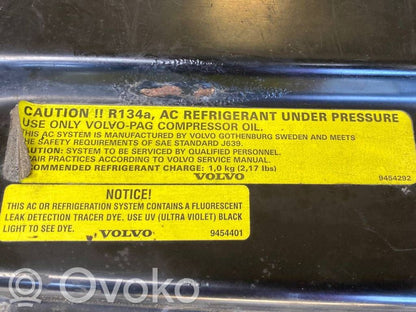 CAUTION !! R134a, AC REFRIGERANT UNDER PRESSURE
USE ONLY VOLVO-PAG COMPRESSOR OIL.
THIS AC SYSTEM IS MANUFACTURED BY VOLVO GOTHENBURG SWEDEN AND MEETS
THE SAFETY REQUIREMENTS OF SAE STANDARD J639.
CAUTION: SYSTEM TO BE SERVICED BY QUALIFIED PERSONNEL.
REPAIR PRACTICES ACCORDING TO VOLVO SERVICE MANUAL.
RECOMMENDED REFRIGERANT CHARGE: 1,0 kg (2,17 lbs)
VOLVO 9454292
NOTICE!
THIS AC OR REFRIGERATION SYSTEM CONTAINS A FLUORESCENT
LEAK DETECTION TRACER DYE. USE UV (ULTRA VIOLET) BLACK
LIGHT TO SEE DYE.
VOLVO 9454401
© Ovoko